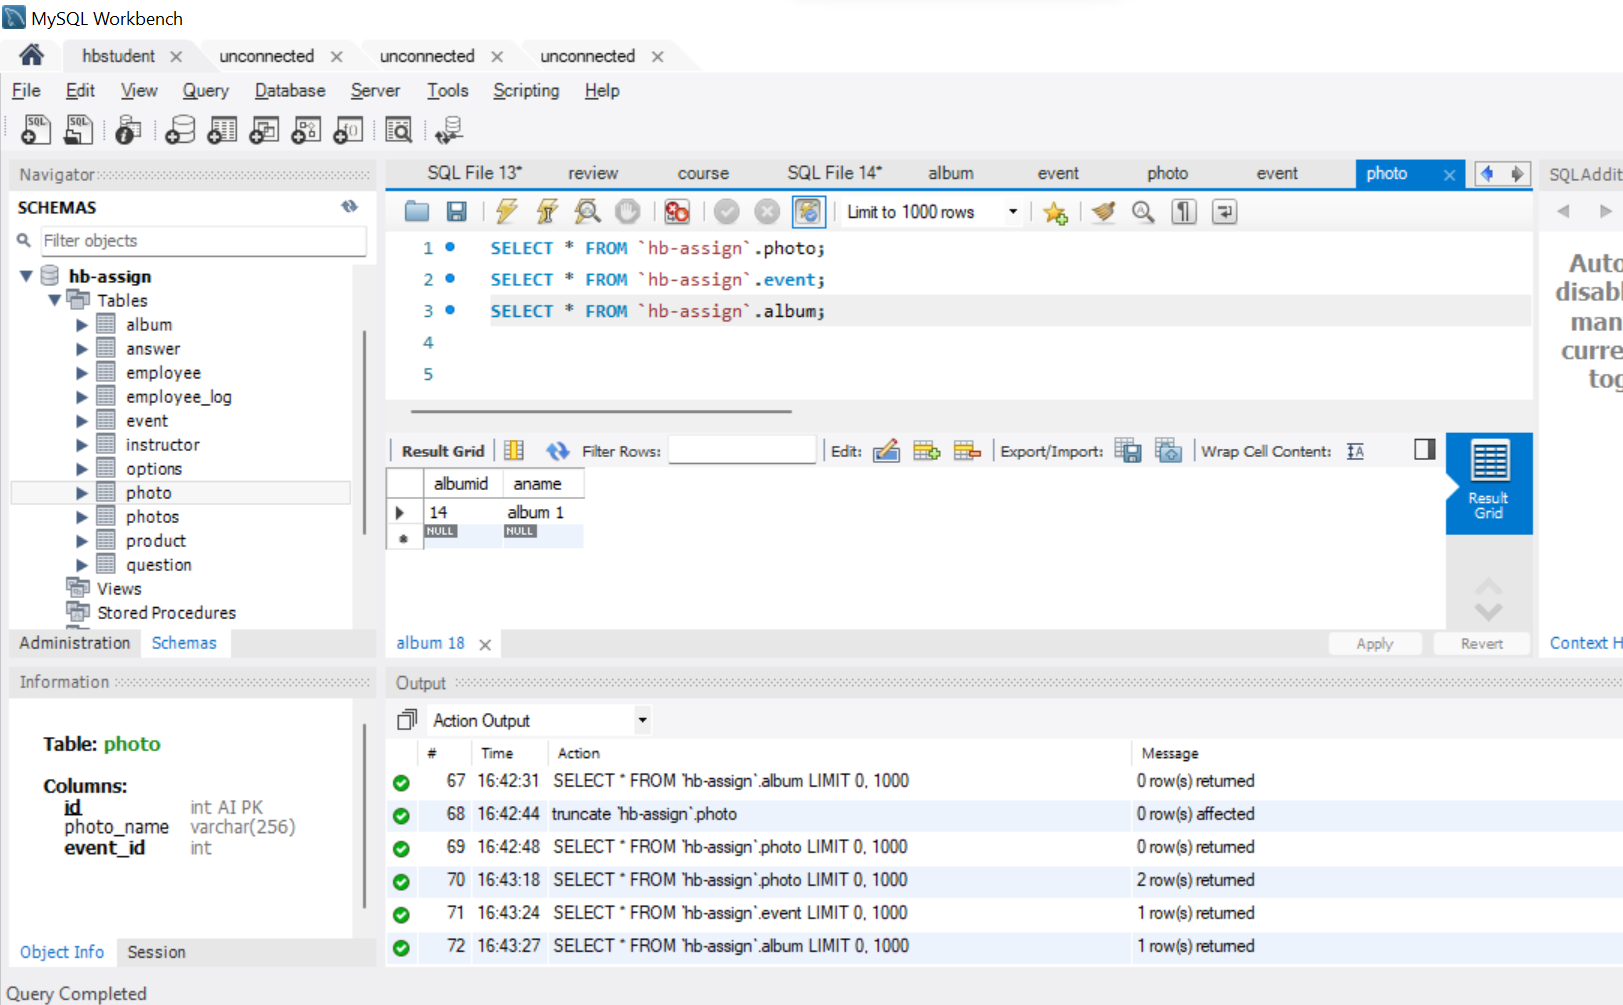 MySQL Workbench
hbstudent unconnected unconnected unconnected
File Edit View Query Database Server Tools Scripting Help
Navigator
SCHEMAS
Filter objects
hb-assign
Tables
album
answer
employee
employee_log
event
instructor
options
photo
photos
product
question
Views
Stored Procedures
Administration Schemas
Information
Table: photo
Columns:
id int AI PK
photo_name varchar(256)
event_id int
Object Info Session
Query Completed
SQL File 13* review course SQL File 14* album event photo event photo
Limit to 1000 rows
1 SELECT * FROM `hb-assign`.photo;
2 SELECT * FROM `hb-assign`.event;
3 SELECT * FROM `hb-assign`.album;
4
5
Result Grid Filter Rows: Edit: Export/Import: Wrap Cell Content:
albumid aname
14 album 1
NULL NULL
Result
Grid
album 18 Apply Revert
Output
Action Output
# Time Action Message
67 16:42:31 SELECT * FROM `hb-assign`.album LIMIT 0, 1000 0 row(s) returned
68 16:42:44 truncate `hb-assign`.photo 0 row(s) affected
69 16:42:48 SELECT * FROM `hb-assign`.photo LIMIT 0, 1000 0 row(s) returned
70 16:43:18 SELECT * FROM `hb-assign`.photo LIMIT 0, 1000 2 row(s) returned
71 16:43:24 SELECT * FROM `hb-assign`.event LIMIT 0, 1000 1 row(s) returned
72 16:43:27 SELECT * FROM `hb-assign`.album LIMIT 0, 1000 1 row(s) returned
SQLAddit
Auto
disabl
man
curre
tog
Context H